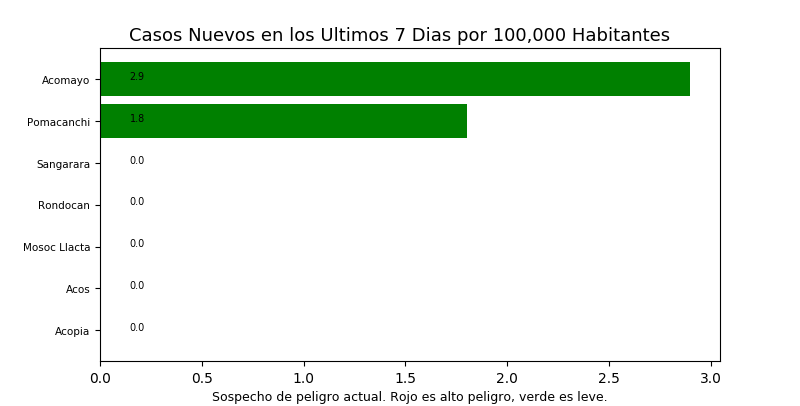 Casos Nuevos en los Ultimos 7 Dias por 100,000 Habitantes
Acomayo 2.9
Pomacanchi 1.8
Sangarara 0.0
Rondocan 0.0
Mosoc Llacta 0.0
Acos 0.0
Acopia 0.0
0.0 0.5 1.0 1.5 2.0 2.5 3.0
Sospecho de peligro actual. Rojo es alto peligro, verde es leve.